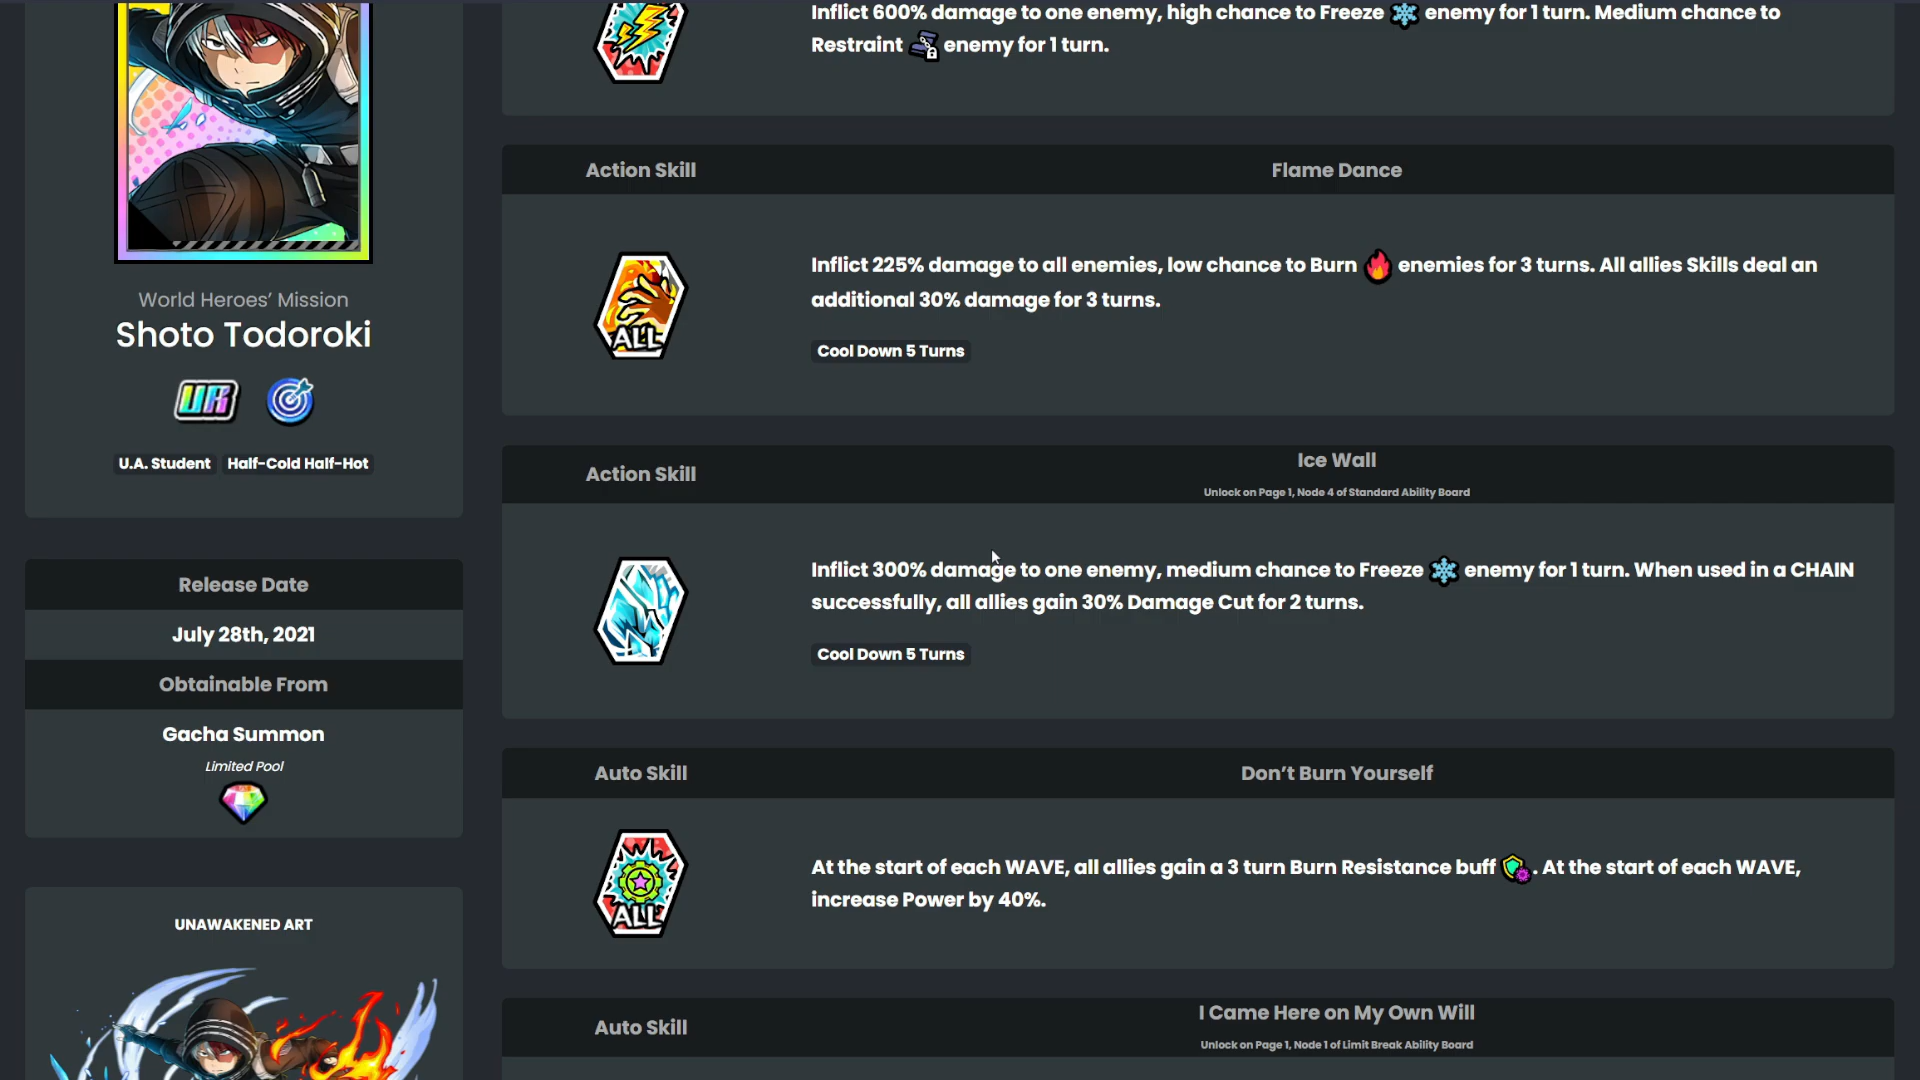 Inflict 600% damage to one enemy, high chance to Freeze enemy for 1 turn. Medium chance to
Restraint enemy for 1 turn.
Action Skill
Flame Dance
ALL
Inflict 225% damage to all enemies, low chance to Burn enemies for 3 turns. All allies Skills deal an
additional 30% damage for 3 turns.
Cool Down 5 Turns
World Heroes’ Mission
Shoto Todoroki
UR
U.A. Student
Half-Cold Half-Hot
Action Skill
Ice Wall
Unlock on Page 1, Node 4 of Standard Ability Board
Inflict 300% damage to one enemy, medium chance to Freeze enemy for 1 turn. When used in a CHAIN
successfully, all allies gain 30% Damage Cut for 2 turns.
Cool Down 5 Turns
Release Date
July 28th, 2021
Obtainable From
Gacha Summon
Limited Pool
Auto Skill
Don’t Burn Yourself
ALL
At the start of each WAVE, all allies gain a 3 turn Burn Resistance buff . At the start of each WAVE,
increase Power by 40%.
UNAWAKENED ART
Auto Skill
I Came Here on My Own Will
Unlock on Page 1, Node 1 of Limit Break Ability Board